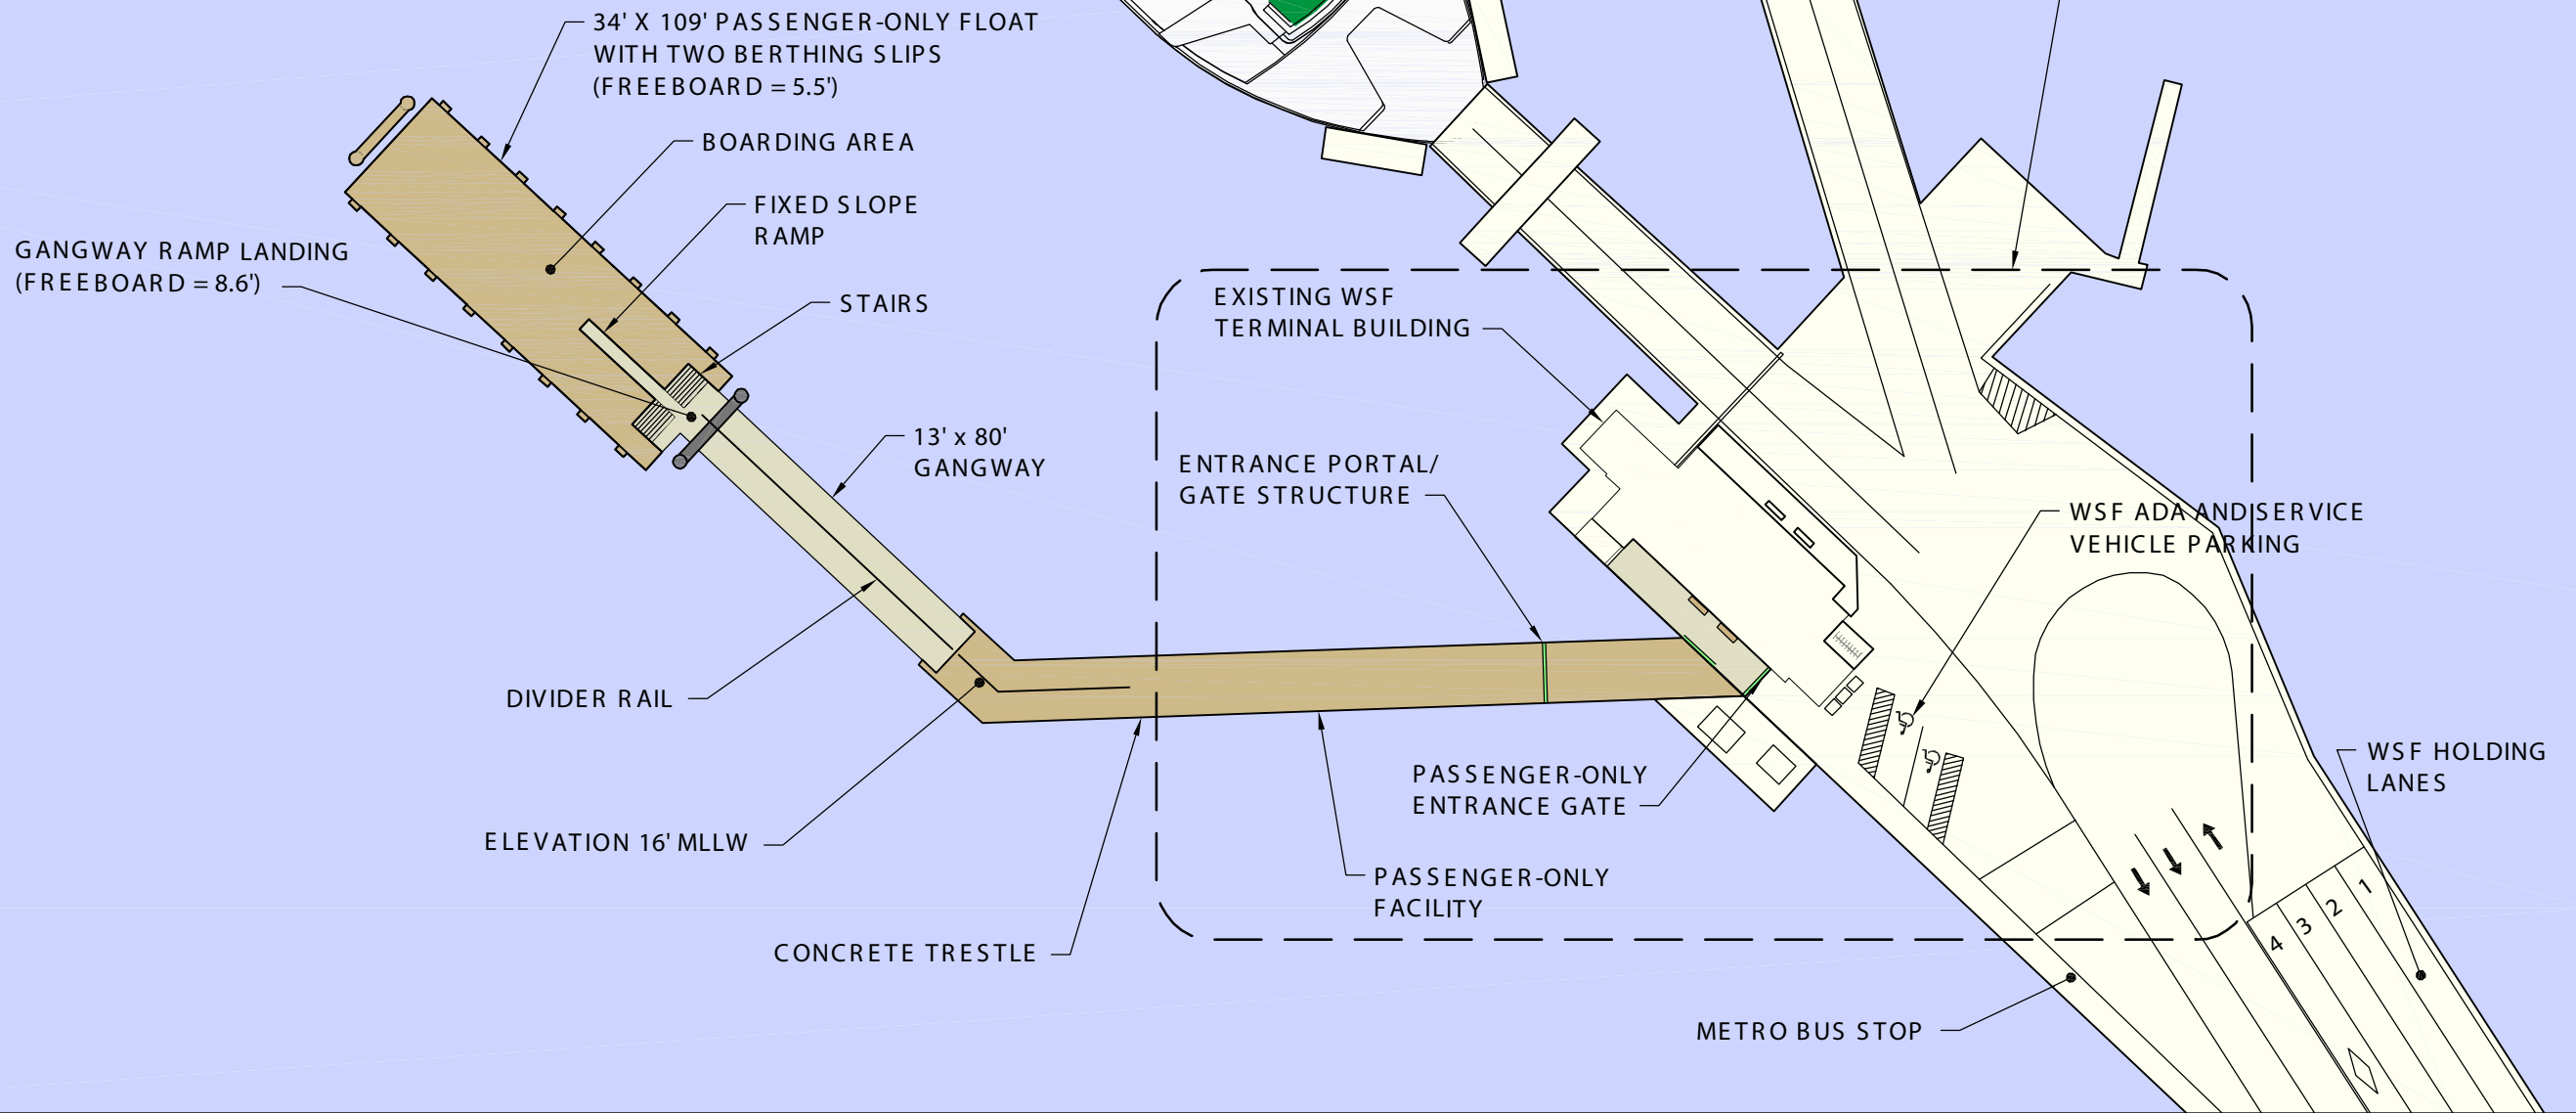 34' X 109' PASSENGER-ONLY FLOAT
WITH TWO BERTHING SLIPS
(FREEBOARD = 5.5')
BOARDING AREA
FIXED SLOPE
RAMP
GANGWAY RAMP LANDING
(FREEBOARD = 8.6')
STAIRS
EXISTING WSF
TERMINAL BUILDING
13' x 80'
GANGWAY
ENTRANCE PORTAL/
GATE STRUCTURE
WSF ADA AND SERVICE
VEHICLE PARKING
DIVIDER RAIL
ELEVATION 16' MLLW
PASSENGER-ONLY
ENTRANCE GATE
WSF HOLDING
LANES
PASSENGER-ONLY
FACILITY
CONCRETE TRESTLE
1
2
3
4
METRO BUS STOP